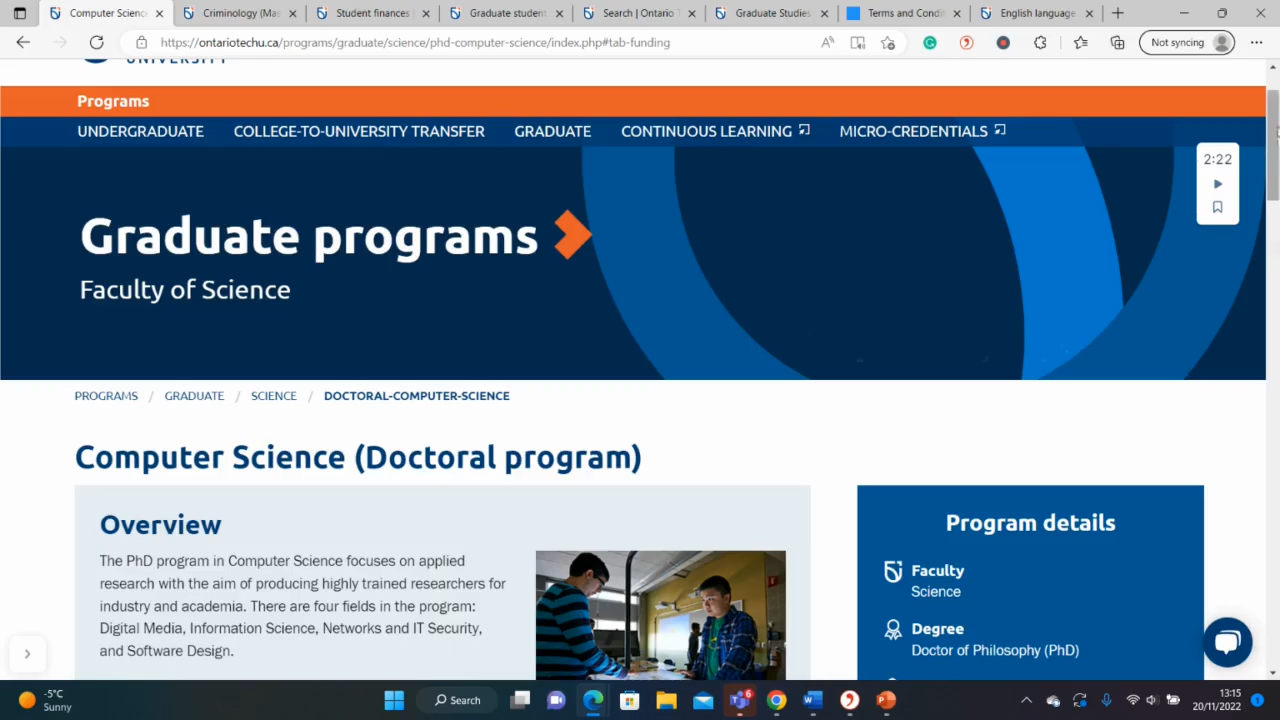 Computer Science
Criminology (Mas
Student finances
Graduate student
Search | Ontario T
Graduate Studies
Terms and Condit
English language
https://ontariotechu.ca/programs/graduate/science/phd-computer-science/index.php#tab-funding
Not syncing
UNIVERSITY
Programs
UNDERGRADUATE COLLEGE-TO-UNIVERSITY TRANSFER GRADUATE CONTINUOUS LEARNING MICRO-CREDENTIALS
2:22
Graduate programs
Faculty of Science
PROGRAMS / GRADUATE / SCIENCE / DOCTORAL-COMPUTER-SCIENCE
Computer Science (Doctoral program)
Overview
The PhD program in Computer Science focuses on applied
research with the aim of producing highly trained researchers for
industry and academia. There are four fields in the program:
Digital Media, Information Science, Networks and IT Security,
and Software Design.
Program details
Faculty
Science
Degree
Doctor of Philosophy (PhD)
-5°C
Sunny
Search
6
13:15
20/11/2022
1